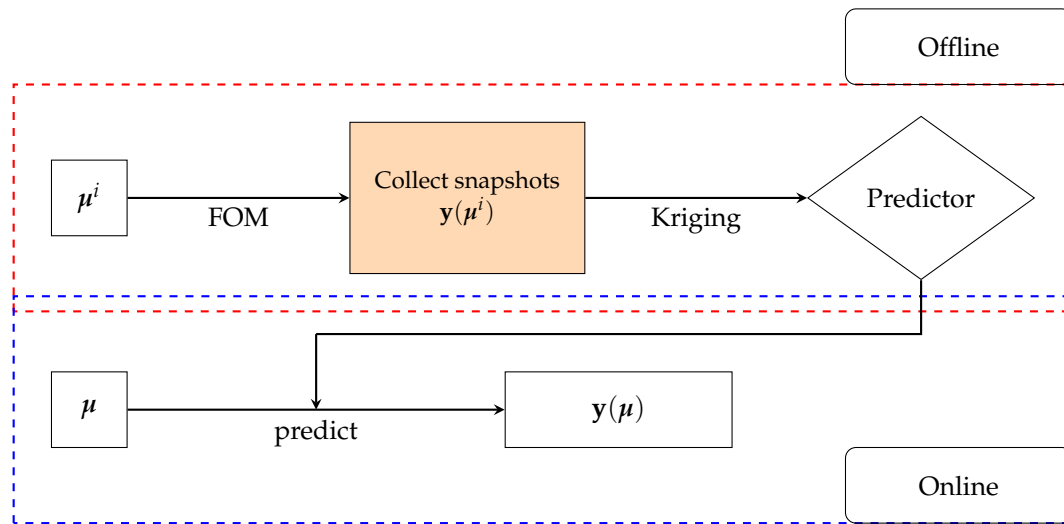 Offline
μ^i
FOM
Collect snapshots
y(μ^i)
Kriging
Predictor
μ
predict
y(μ)
Online